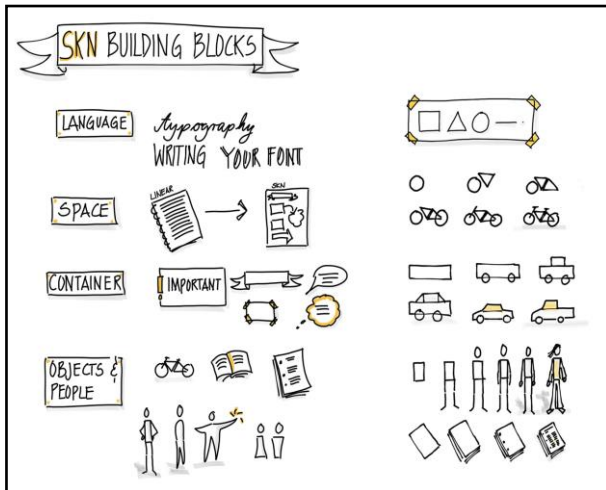 SKN BUILDING BLOCKS
LANGUAGE
typography
WRITING YOUR FONT
SPACE
LINEAR
SKN
CONTAINER
! IMPORTANT
OBJECTS &
PEOPLE